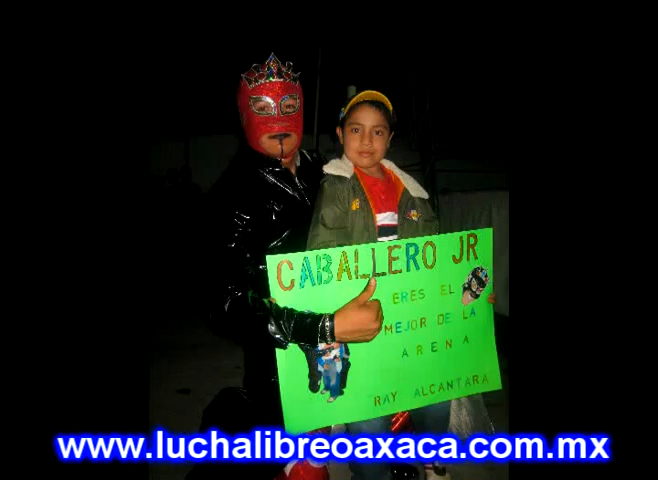 CABALLERO JR
ERES EL
MEJOR DE LA
ARENA
RAY ALCANTARA
www.luchalibreoaxaca.com.mx